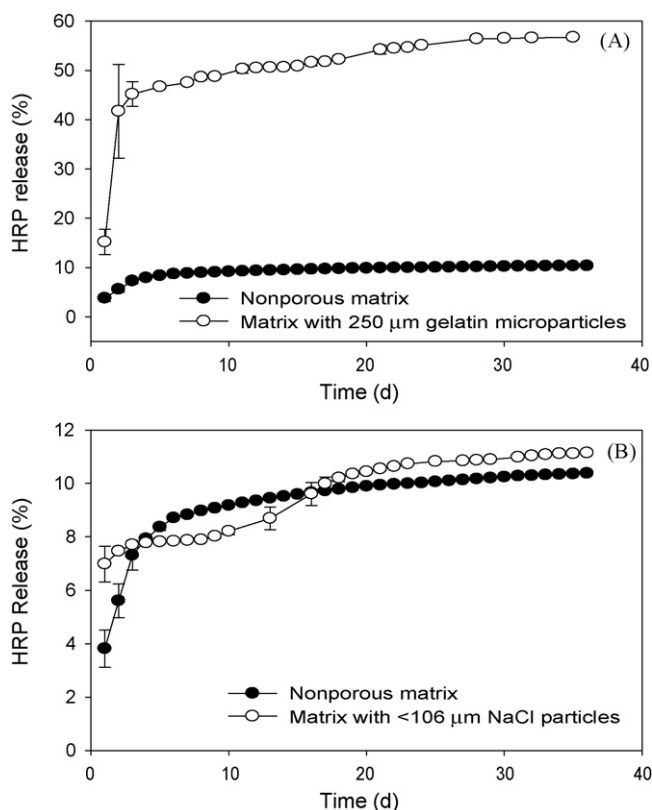 (A)
60
50
40
30
20
10
0
HRP release (%)
Nonporous matrix
Matrix with 250 μm gelatin microparticles
0 10 20 30 40
Time (d)
(B)
12
10
8
6
4
2
0
HRP Release (%)
Nonporous matrix
Matrix with <106 μm NaCl particles
0 10 20 30 40
Time (d)